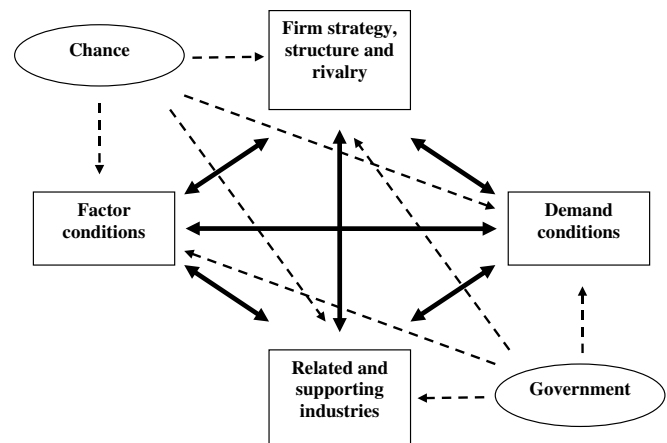 Chance
Firm strategy,
structure and
rivalry
Factor
conditions
Demand
conditions
Related and
supporting
industries
Government